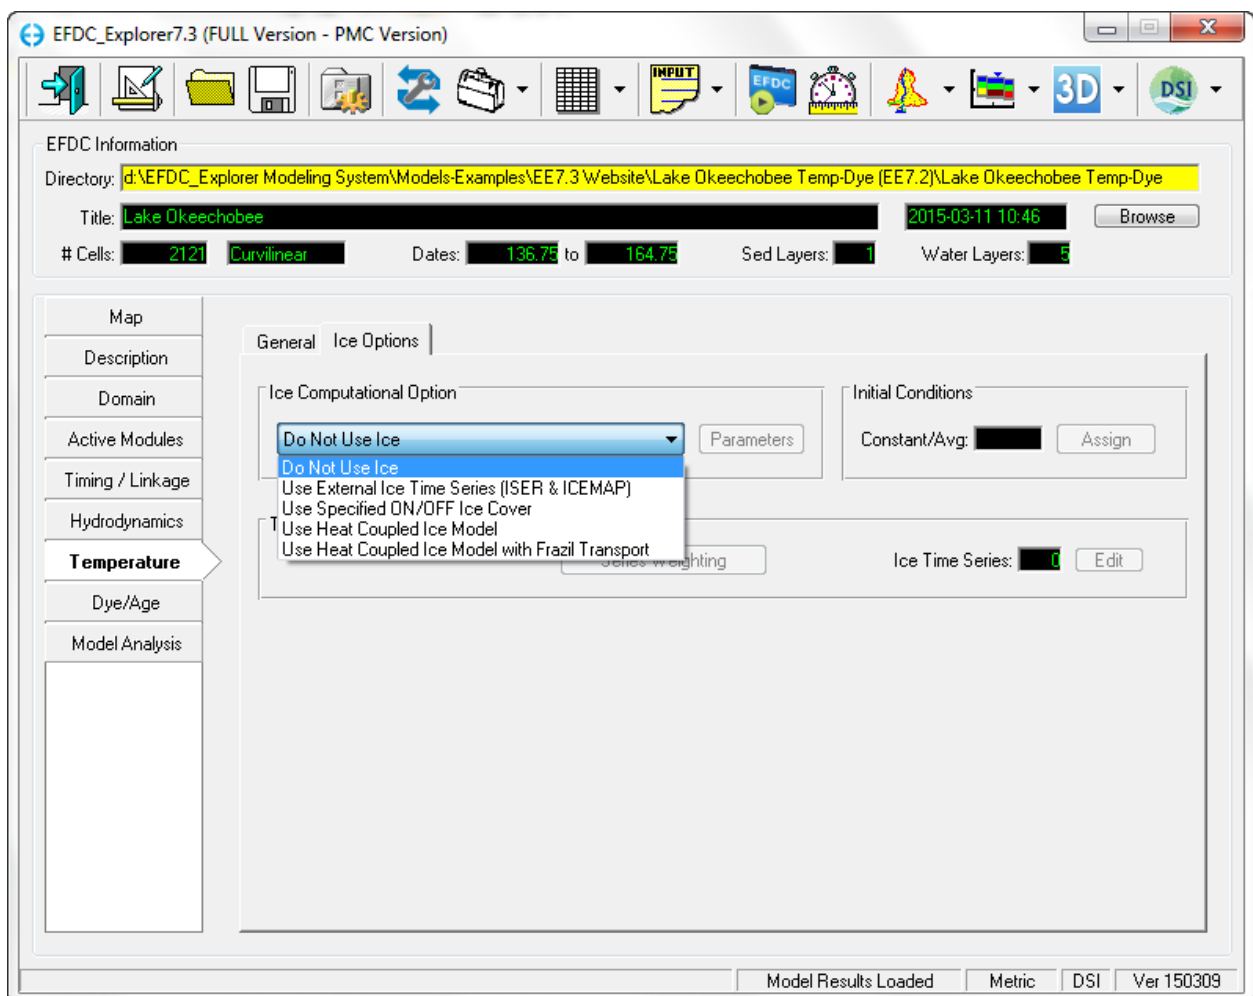 EFDC_Explorer7.3 (FULL Version - PMC Version)
INPUT
EFDC
3D
DSI
EFDC Information
Directory: d:\EFDC_Explorer Modeling System\Models-Examples\EE7.3 Website\Lake Okeechobee Temp-Dye (EE7.2)\Lake Okeechobee Temp-Dye
Title: Lake Okeechobee 2015-03-11 10:46 Browse
# Cells: 2121 Curvilinear Dates: 136.75 to 164.75 Sed Layers: 1 Water Layers: 5
Map
Description
Domain
Active Modules
Timing / Linkage
Hydrodynamics
Temperature
Dye/Age
Model Analysis
General Ice Options
Ice Computational Option
Do Not Use Ice Parameters
Do Not Use Ice
Use External Ice Time Series (ISER & ICEMAP)
Use Specified ON/OFF Ice Cover
Use Heat Coupled Ice Model
Use Heat Coupled Ice Model with Frazil Transport
Initial Conditions
Constant/Avg: Assign
Series Weighting Ice Time Series: 0 Edit
Model Results Loaded Metric DSI Ver 150309